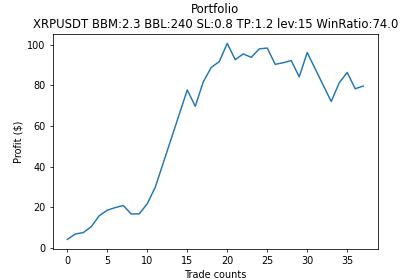 Portfolio
XRPUSDT BBM:2.3 BBL:240 SL:0.8 TP:1.2 lev:15 WinRatio:74.0
100
80
60
40
20
0
Profit ($)
0 5 10 15 20 25 30 35
Trade counts